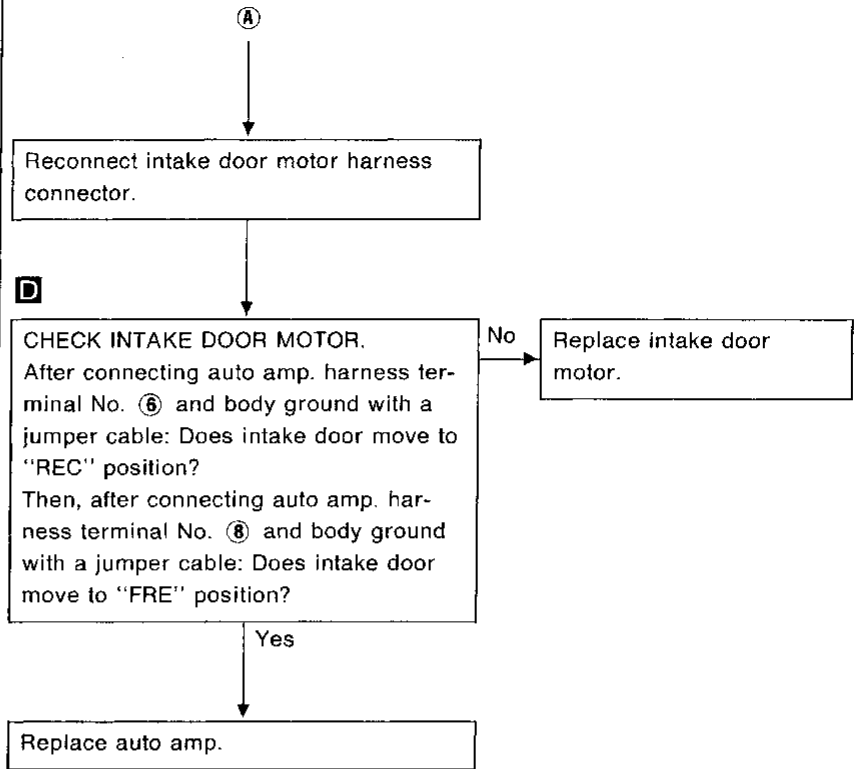 Ⓐ
Reconnect intake door motor harness
connector.
D
CHECK INTAKE DOOR MOTOR.
After connecting auto amp. harness ter-
minal No. ⑥ and body ground with a
jumper cable: Does intake door move to
"REC" position?
Then, after connecting auto amp. har-
ness terminal No. ⑧ and body ground
with a jumper cable: Does intake door
move to "FRE" position?
No
Replace intake door
motor.
Yes
Replace auto amp.